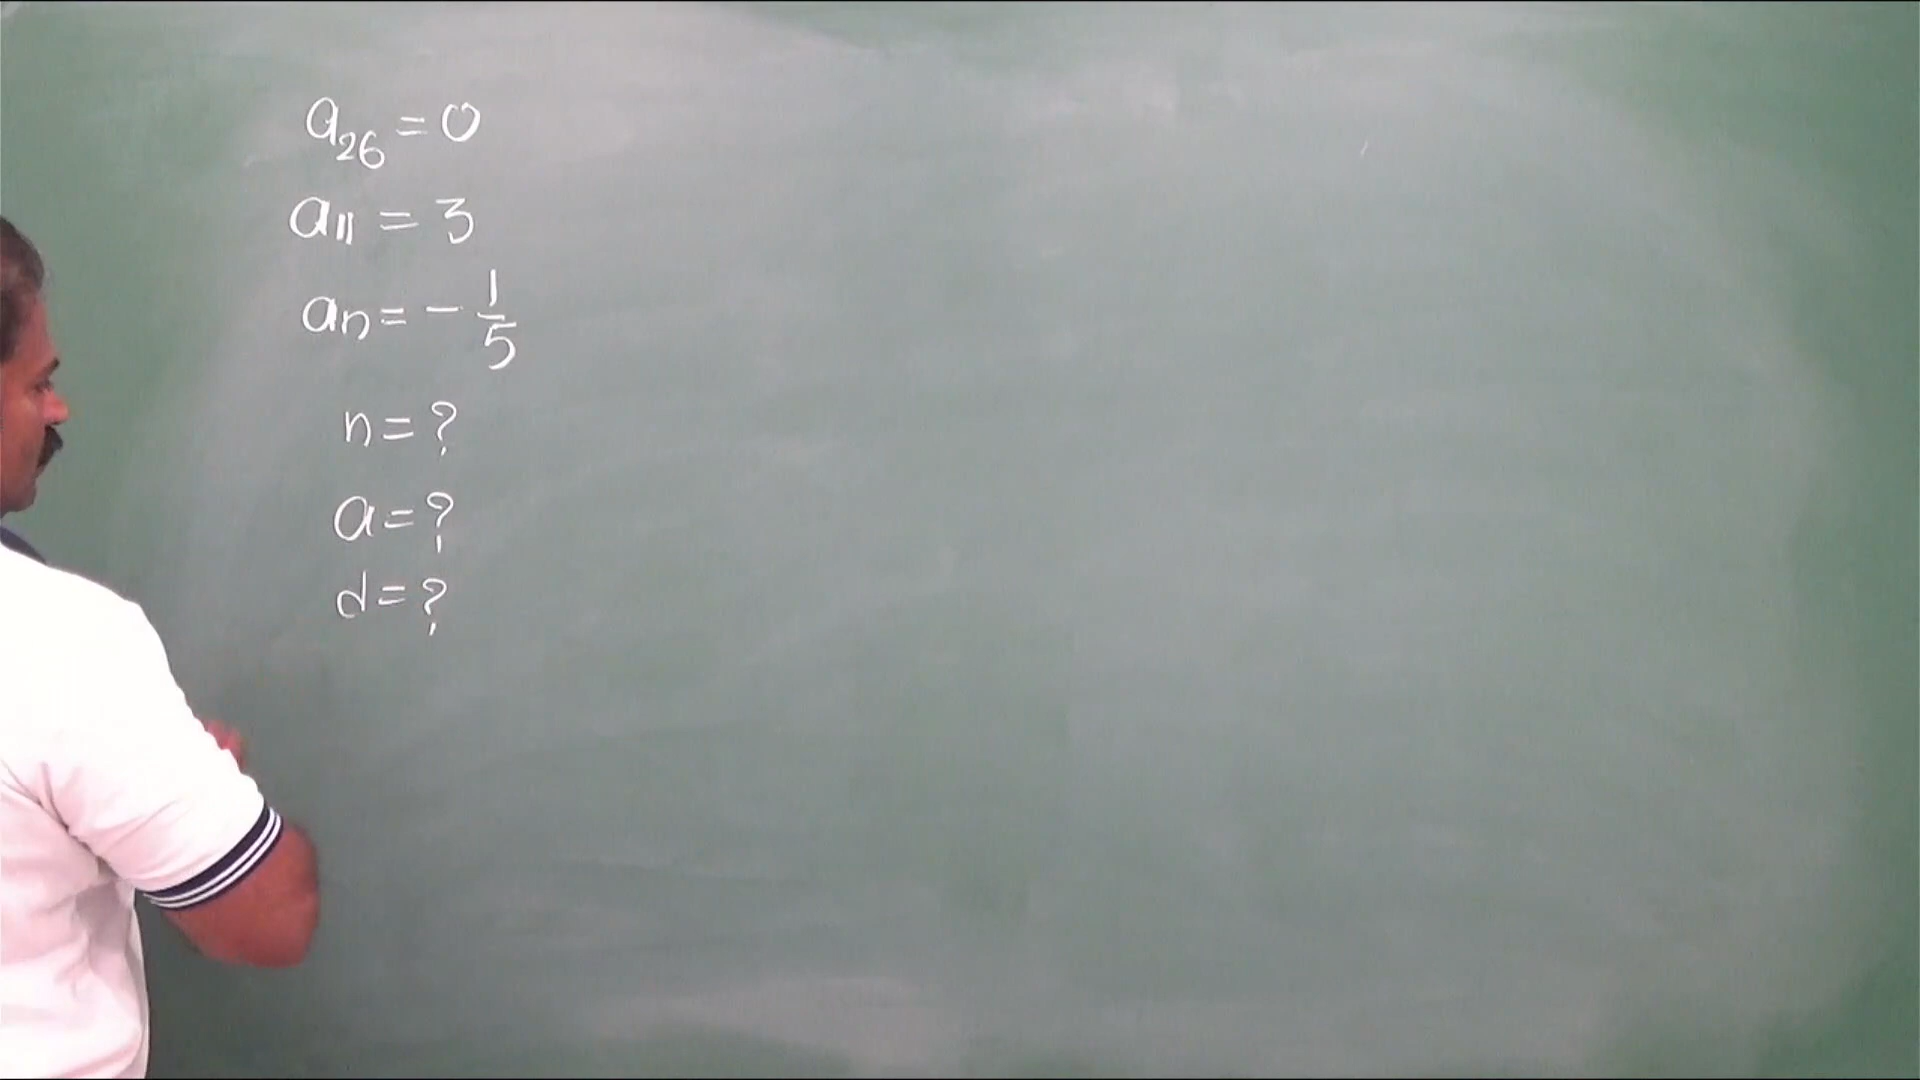 a₂₆ = 0
a₁₁ = 3
aₙ = - 1/5
n = ?
a = ?
d = ?